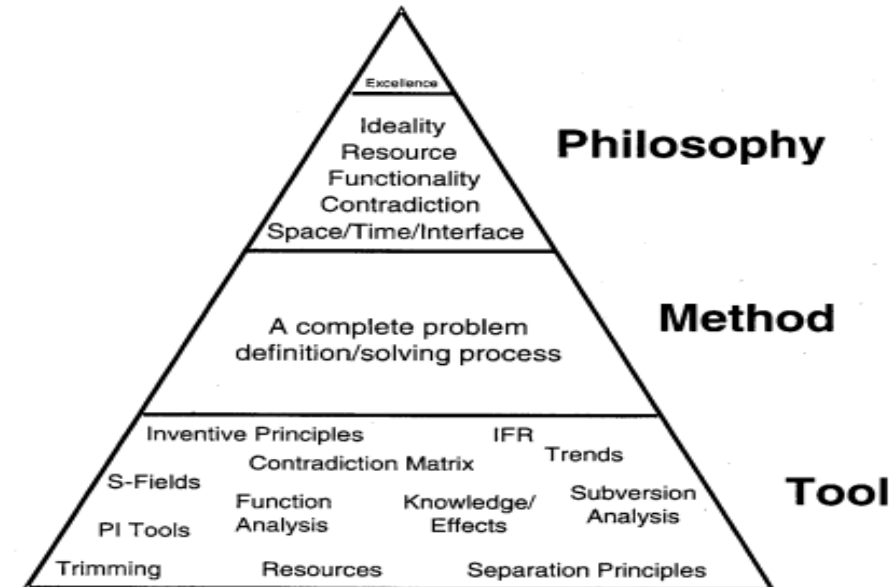 Excellence
Ideality
Resource
Functionality
Contradiction
Space/Time/Interface
Philosophy
A complete problem
definition/solving process
Method
Inventive Principles
IFR
Contradiction Matrix
Trends
S-Fields
Function
Analysis
Knowledge/
Effects
Subversion
Analysis
PI Tools
Tool
Trimming
Resources
Separation Principles